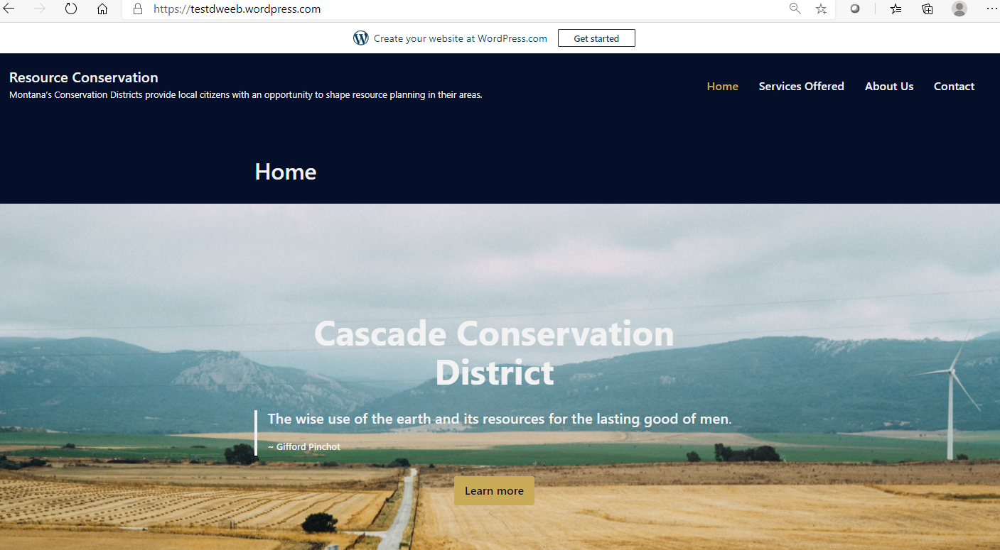 https://testdweeb.wordpress.com
Create your website at WordPress.com Get started
Resource Conservation
Montana's Conservation Districts provide local citizens with an opportunity to shape resource planning in their areas.
Home Services Offered About Us Contact
Home
Cascade Conservation
District
The wise use of the earth and its resources for the lasting good of men.
~ Gifford Pinchot
Learn more